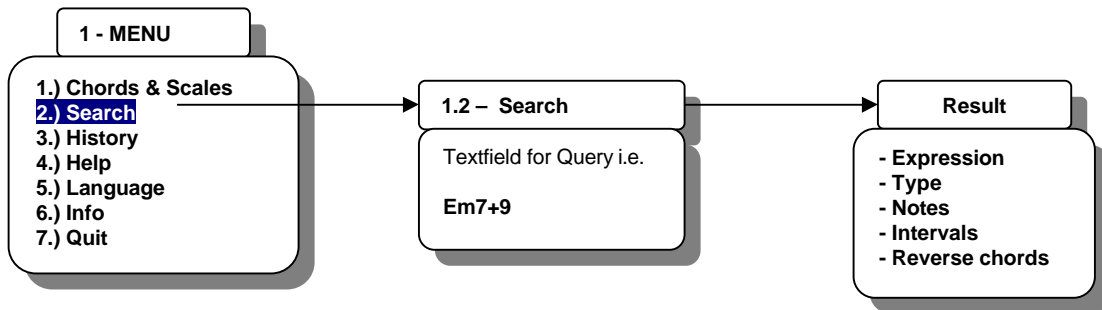 1 - MENU
1.) Chords & Scales
2.) Search
3.) History
4.) Help
5.) Language
6.) Info
7.) Quit
1.2 – Search
Textfield for Query i.e.
Em7+9
Result
- Expression
- Type
- Notes
- Intervals
- Reverse chords